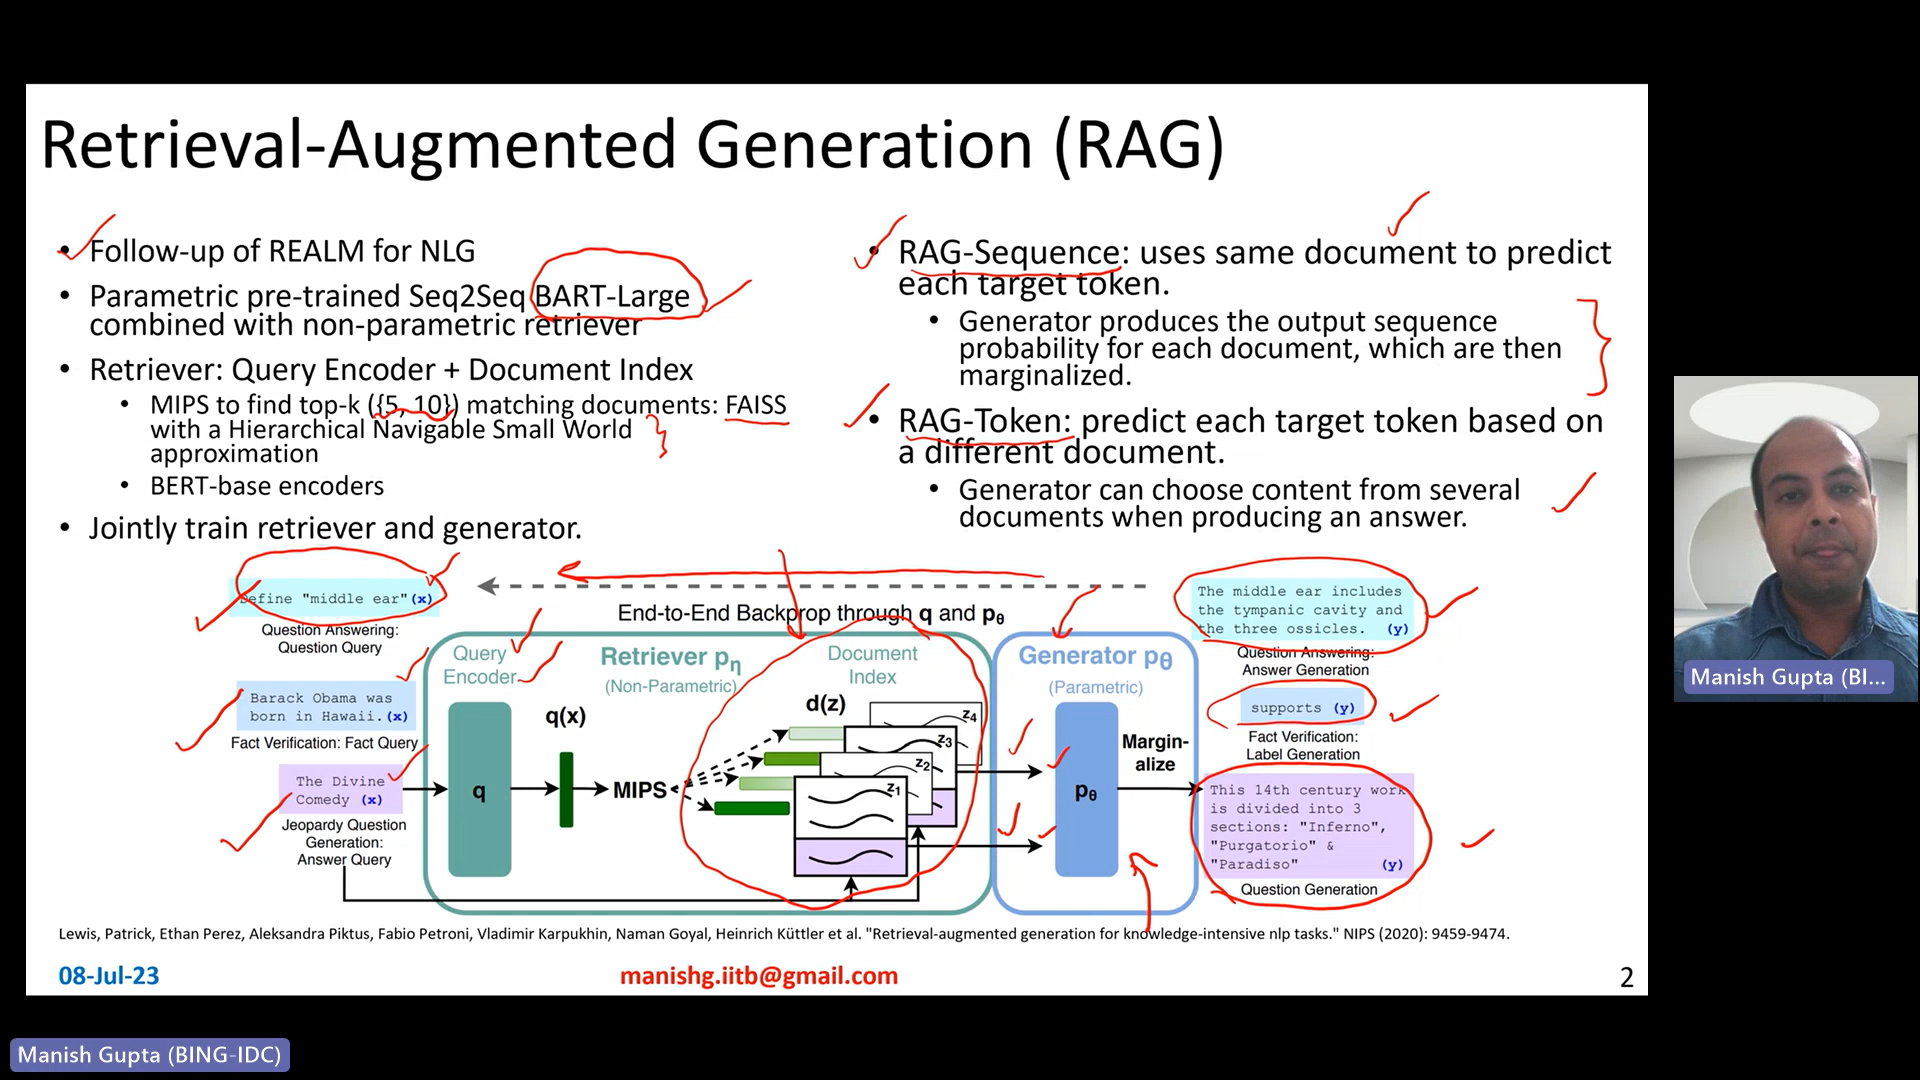 Retrieval-Augmented Generation (RAG)
• Follow-up of REALM for NLG
• Parametric pre-trained Seq2Seq BART-Large
combined with non-parametric retriever
• Retriever: Query Encoder + Document Index
• MIPS to find top-k ({5, 10}) matching documents: FAISS
with a Hierarchical Navigable Small World
approximation
• BERT-base encoders
• Jointly train retriever and generator.
• RAG-Sequence: uses same document to predict
each target token.
• Generator produces the output sequence
probability for each document, which are then
marginalized.
• RAG-Token: predict each target token based on
a different document.
• Generator can choose content from several
documents when producing an answer.
Define "middle ear"(x)
Question Answering:
Question Query
Barack Obama was
born in Hawaii.(x)
Fact Verification: Fact Query
The Divine
Comedy (x)
Jeopardy Question
Generation:
Answer Query
End-to-End Backprop through q and pθ
Query
Encoder
q
q(x)
Retriever pη
(Non-Parametric)
MIPS
Document
Index
d(z)
z4
z3
z2
z1
Generator pθ
(Parametric)
pθ
Margin-
alize
The middle ear includes
the tympanic cavity and
the three ossicles. (y)
Question Answering:
Answer Generation
supports (y)
Fact Verification:
Label Generation
This 14th century work
is divided into 3
sections: "Inferno",
"Purgatorio" &
"Paradiso" (y)
Question Generation
Lewis, Patrick, Ethan Perez, Aleksandra Piktus, Fabio Petroni, Vladimir Karpukhin, Naman Goyal, Heinrich Küttler et al. "Retrieval-augmented generation for knowledge-intensive nlp tasks." NIPS (2020): 9459-9474.
08-Jul-23
manishg.iitb@gmail.com
2
Manish Gupta (BI...
Manish Gupta (BING-IDC)